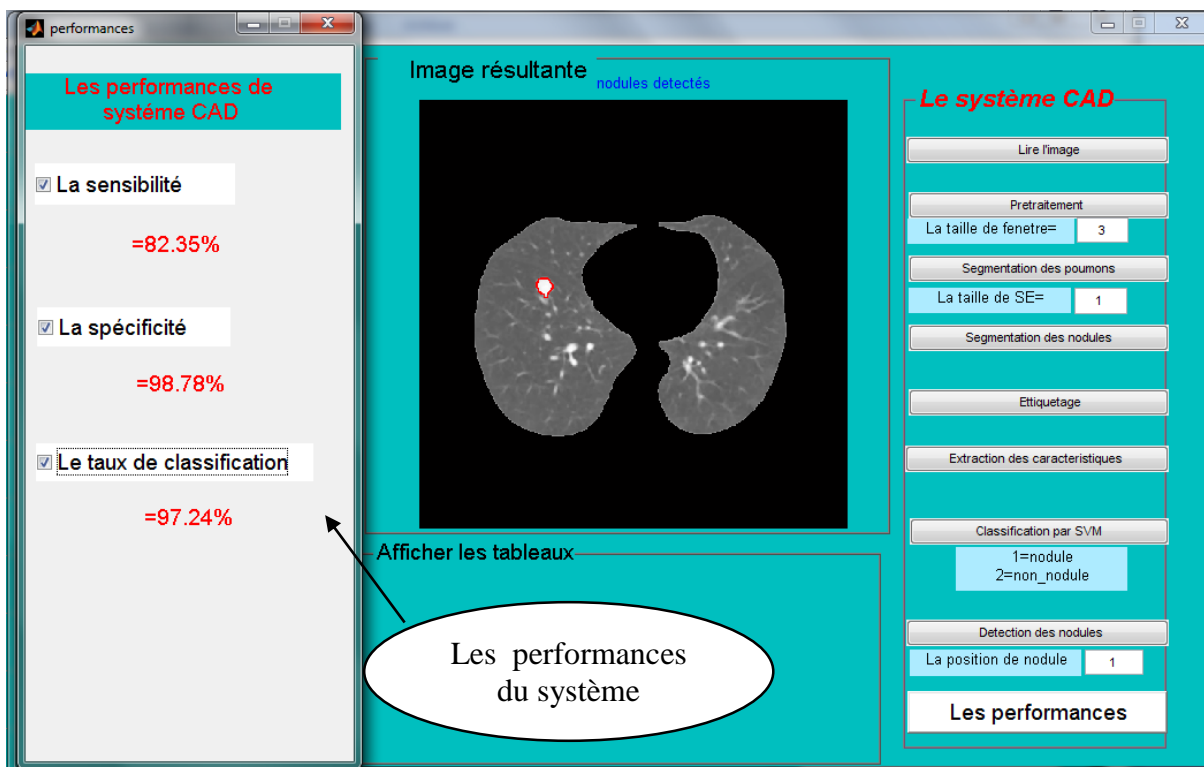 performances
Les performances de
systéme CAD
La sensibilité
=82.35%
La spécificité
=98.78%
Le taux de classification
=97.24%
Image résultante
nodules detectés
Afficher les tableaux
Les performances
du système
Le système CAD
Lire l'image
Pretraitement
La taille de fenetre= 3
Segmentation des poumons
La taille de SE= 1
Segmentation des nodules
Ettiquetage
Extraction des caracteristiques
Classification par SVM
1=nodule
2=non_nodule
Detection des nodules
La position de nodule 1
Les performances